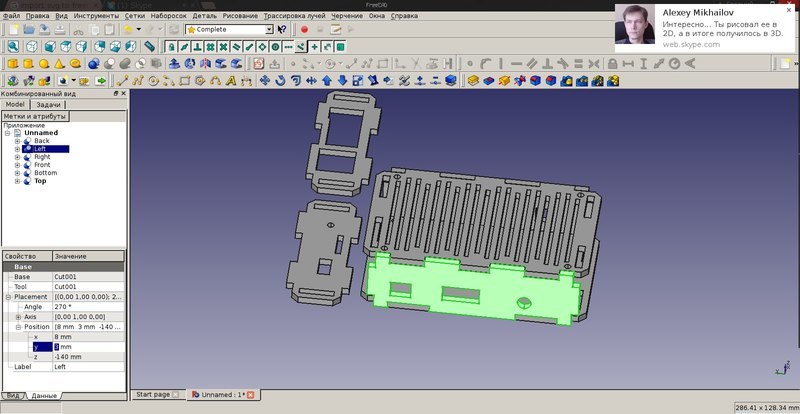 FreeCAD
Файл Правка Вид Инструменты Сетки Наборосок Деталь Рисование Трассировка лучей Черчение Окна Справка
Complete
Alexey Mikhailov
Интересно... Ты рисовал ее в
2D, а в итоге получилось в 3D.
web.skype.com
Комбинированный вид
Model Задачи
Метки и атрибуты
Приложение
Unnamed
Back
Left
Right
Front
Bottom
Top
Свойство Значение
Base
Base Cut001
Tool Cut001
Placement [(0,00 1,00 0,00); 2...
Angle 270 °
Axis [0,00 1,00 0,00]
Position [8 mm 3 mm -140 ...
x 8 mm
y 3 mm
z -140 mm
Label Left
Вид Данные
Start page
Unnamed : 1*
286.41 x 128.34 mm